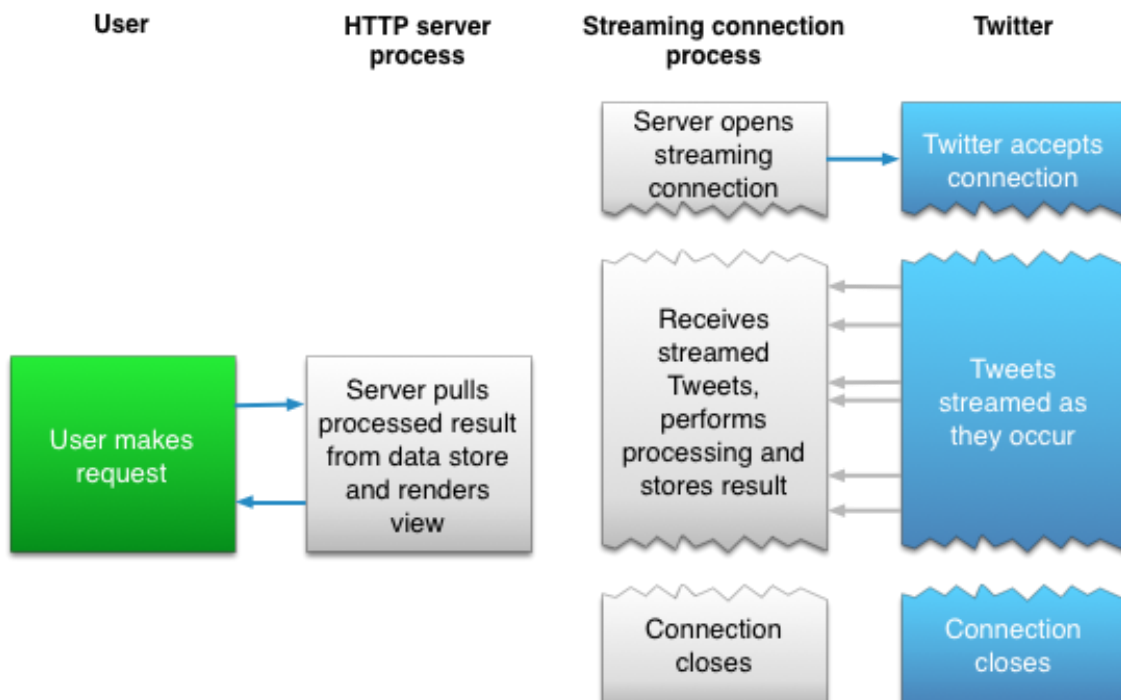 User
HTTP server
process
Streaming connection
process
Twitter
Server opens
streaming
connection
Twitter accepts
connection
User makes
request
Server pulls
processed result
from data store
and renders
view
Receives
streamed
Tweets,
performs
processing and
stores result
Tweets
streamed as
they occur
Connection
closes
Connection
closes